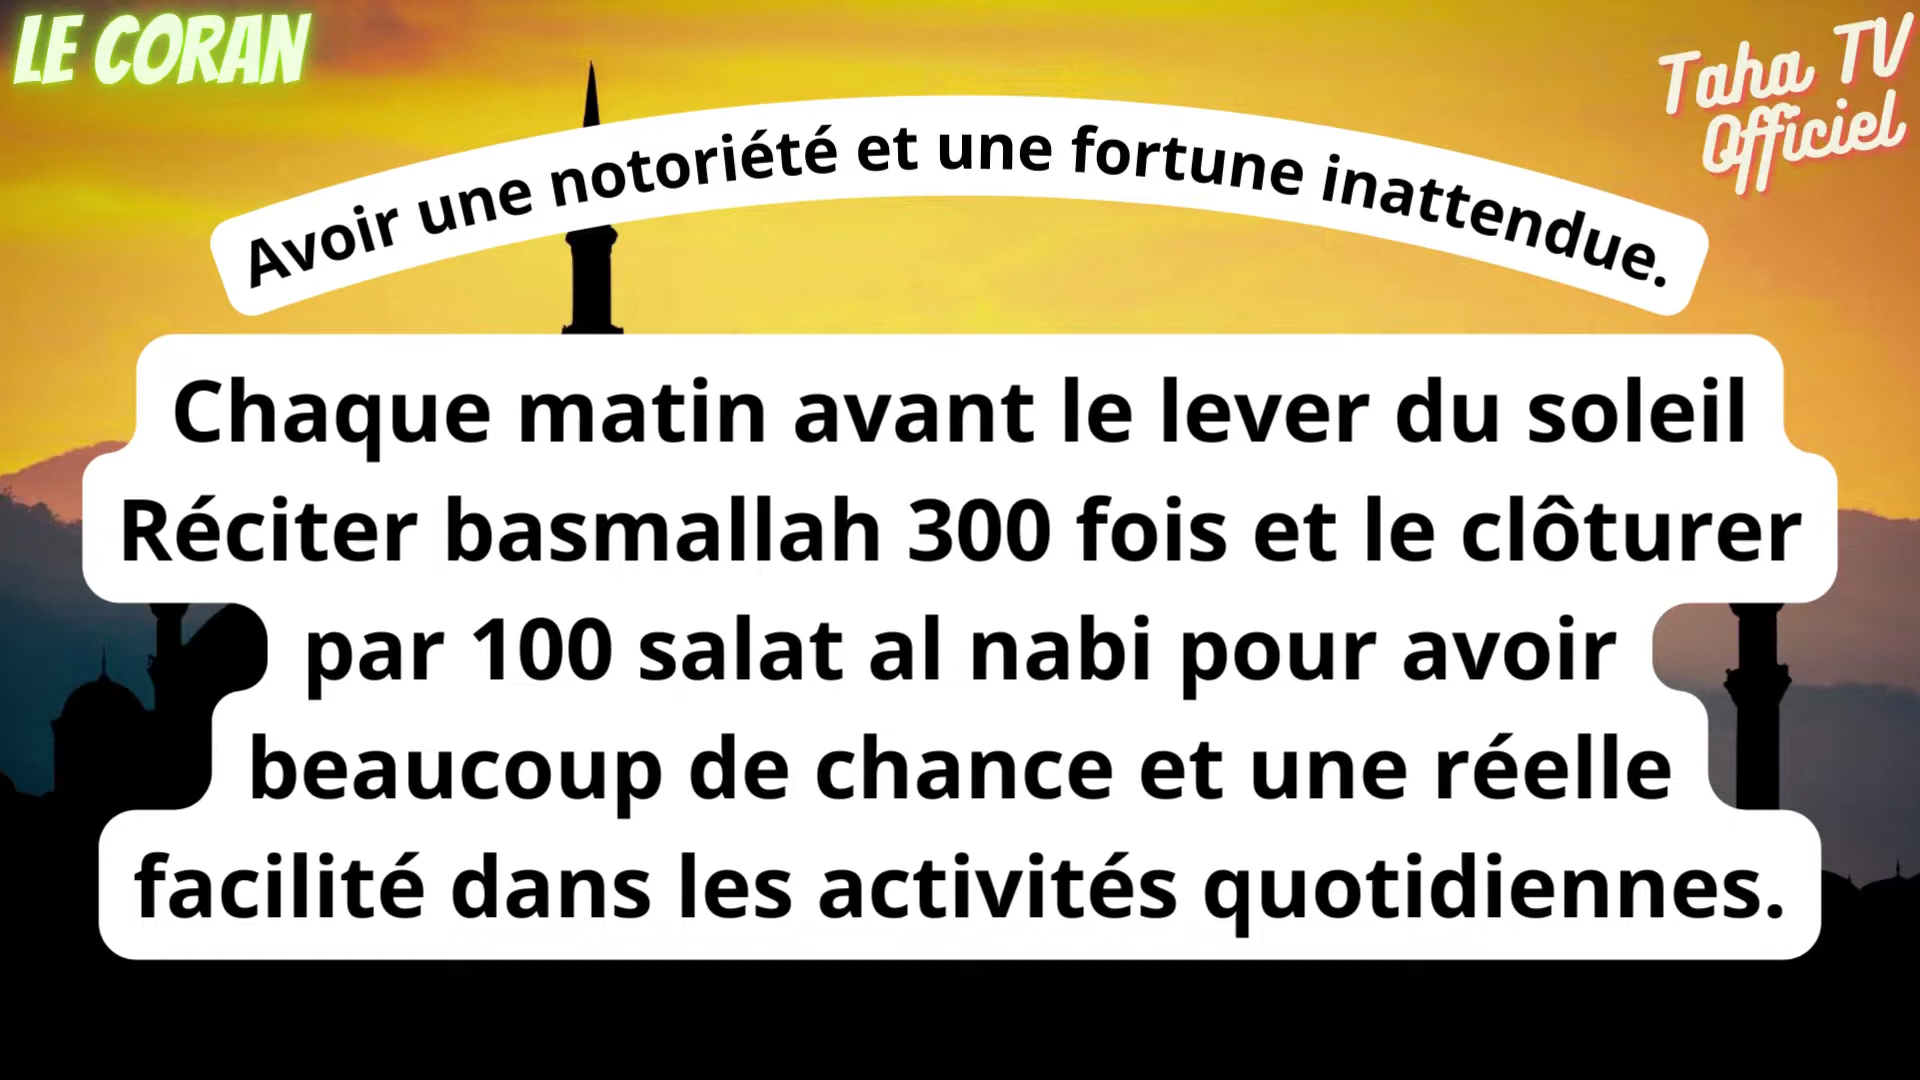 LE CORAN
Taha TV
Officiel
Avoir une notoriété et une fortune inattendue.
Chaque matin avant le lever du soleil
Réciter basmallah 300 fois et le clôturer
par 100 salat al nabi pour avoir
beaucoup de chance et une réelle
facilité dans les activités quotidiennes.